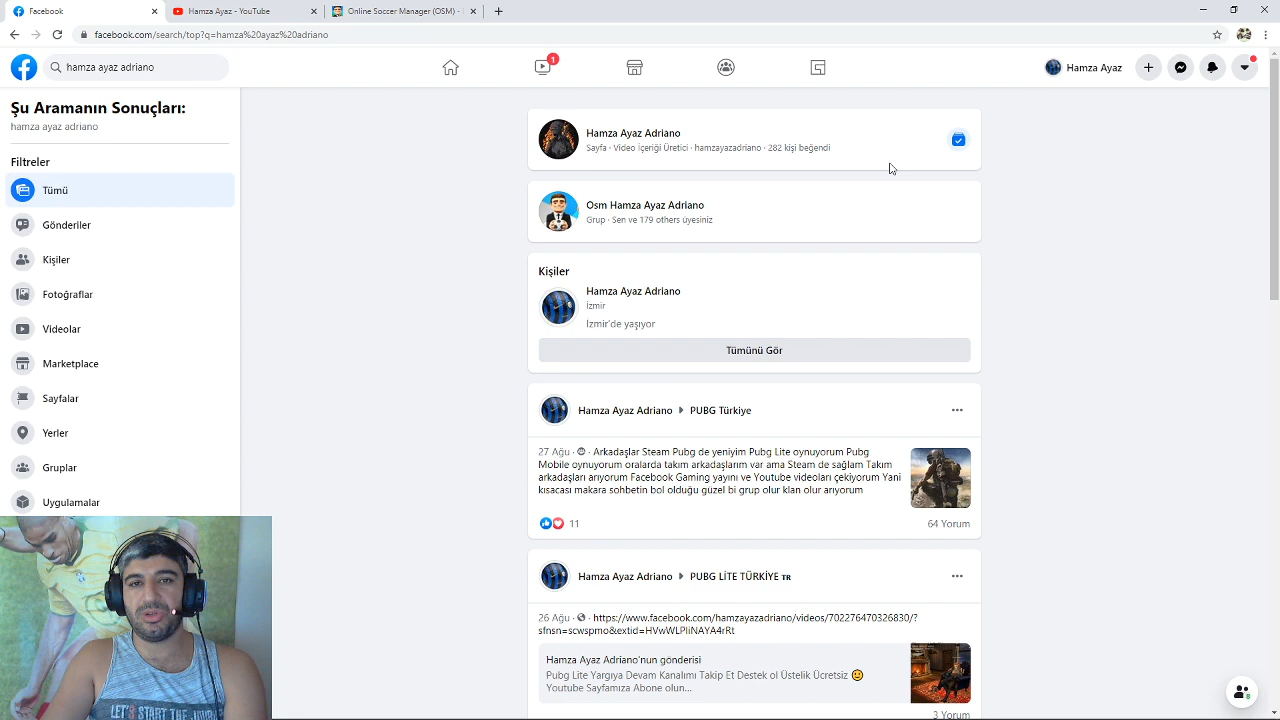 Facebook
Hamza Ayaz - YouTube
Online Soccer Manager (OSM) -
facebook.com/search/top?q=hamza%20ayaz%20adriano
hamza ayaz adriano
1
Hamza Ayaz
Şu Aramanın Sonuçları:
hamza ayaz adriano
Filtreler
Tümü
Gönderiler
Kişiler
Fotoğraflar
Videolar
Marketplace
Sayfalar
Yerler
Gruplar
Uygulamalar
Hamza Ayaz Adriano
Sayfa · Video İçeriği Üretici · hamzayazadriano · 282 kişi beğendi
Osm Hamza Ayaz Adriano
Grup · Sen ve 179 others üyesiniz
Kişiler
Hamza Ayaz Adriano
İzmir
İzmir'de yaşıyor
Tümünü Gör
Hamza Ayaz Adriano ▸ PUBG Türkiye
27 Ağu · Arkadaşlar Steam Pubg de yeniyim Pubg Lite oynuyorum Pubg
Mobile oynuyorum oralarda takım arkadaşlarım var ama Steam de sağlam Takım
arkadaşları arıyorum Facebook Gaming yayını ve Youtube videoları çekiyorum Yani
kısacası makara sohbetin bol olduğu güzel bi grup olur klan olur arıyorum
11
64 Yorum
Hamza Ayaz Adriano ▸ PUBG LİTE TÜRKİYE TR
26 Ağu · https://www.facebook.com/hamzayazadriano/videos/702276470326830/?
sfnsn=scwspmo&extid=HVwWLPliNAYA4rRt
Hamza Ayaz Adriano'nun gönderisi
Pubg Lite Yargıya Devam Kanalımı Takip Et Destek ol Üstelik Ücretsiz 🙂
Youtube Sayfamıza Abone olun...
3 Yorum
LET'S START THE